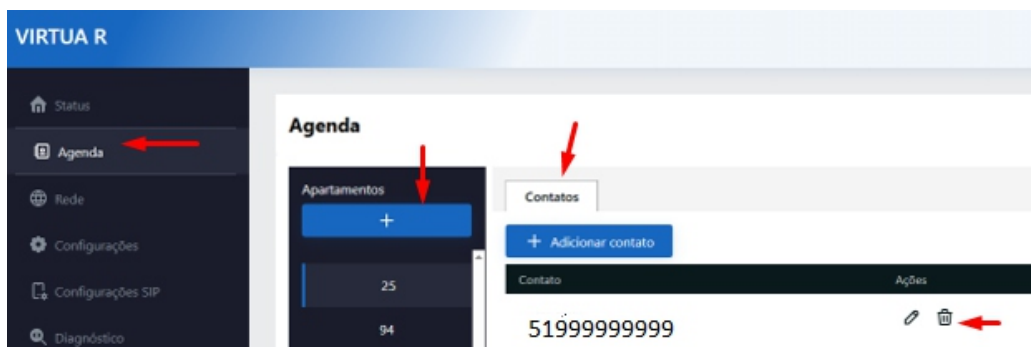 VIRTUA R
Status
Agenda
Rede
Configurações
Configurações SIP
Diagnóstico
Agenda
Apartamentos
+
25
94
Contatos
+ Adicionar contato
Contato Ações
51999999999